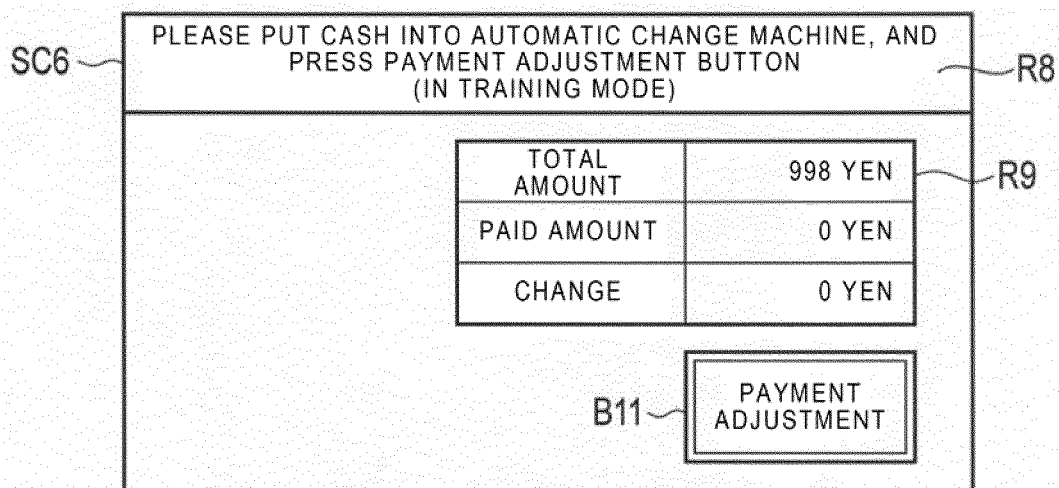 PLEASE PUT CASH INTO AUTOMATIC CHANGE MACHINE, AND
PRESS PAYMENT ADJUSTMENT BUTTON
(IN TRAINING MODE)
SC6
R8
TOTAL
AMOUNT
998 YEN
R9
PAID AMOUNT
0 YEN
CHANGE
0 YEN
B11
PAYMENT
ADJUSTMENT